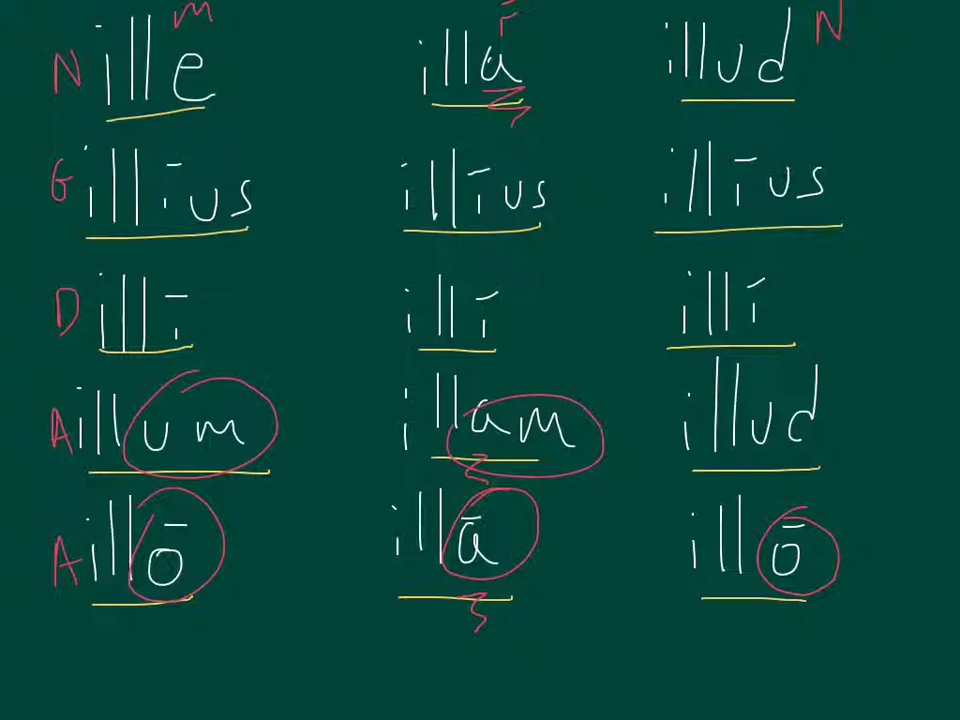 M F N
N ille illa illud
G illīus illīus illīus
D illī illī illī
A illum illam illud
A illō illā illō